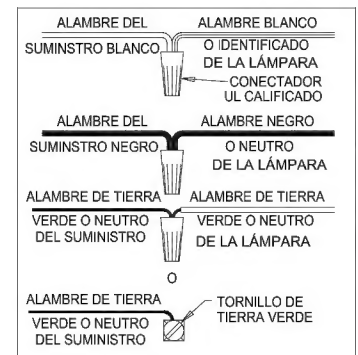 ALAMBRE DEL ALAMBRE BLANCO
SUMINSTRO BLANCO O IDENTIFICADO
DE LA LÁMPARA
CONECTADOR
UL CALIFICADO
ALAMBRE DEL ALAMBRE NEGRO
SUMINSTRO NEGRO O NEUTRO
DE LA LÁMPARA
ALAMBRE DE TIERRA ALAMBRE DE TIERRA
VERDE O NEUTRO VERDE O NEUTRO
DEL SUMINISTRO DE LA LÁMPARA
O
ALAMBRE DE TIERRA TORNILLO DE
VERDE O NEUTRO TIERRA VERDE
DEL SUMINISTRO